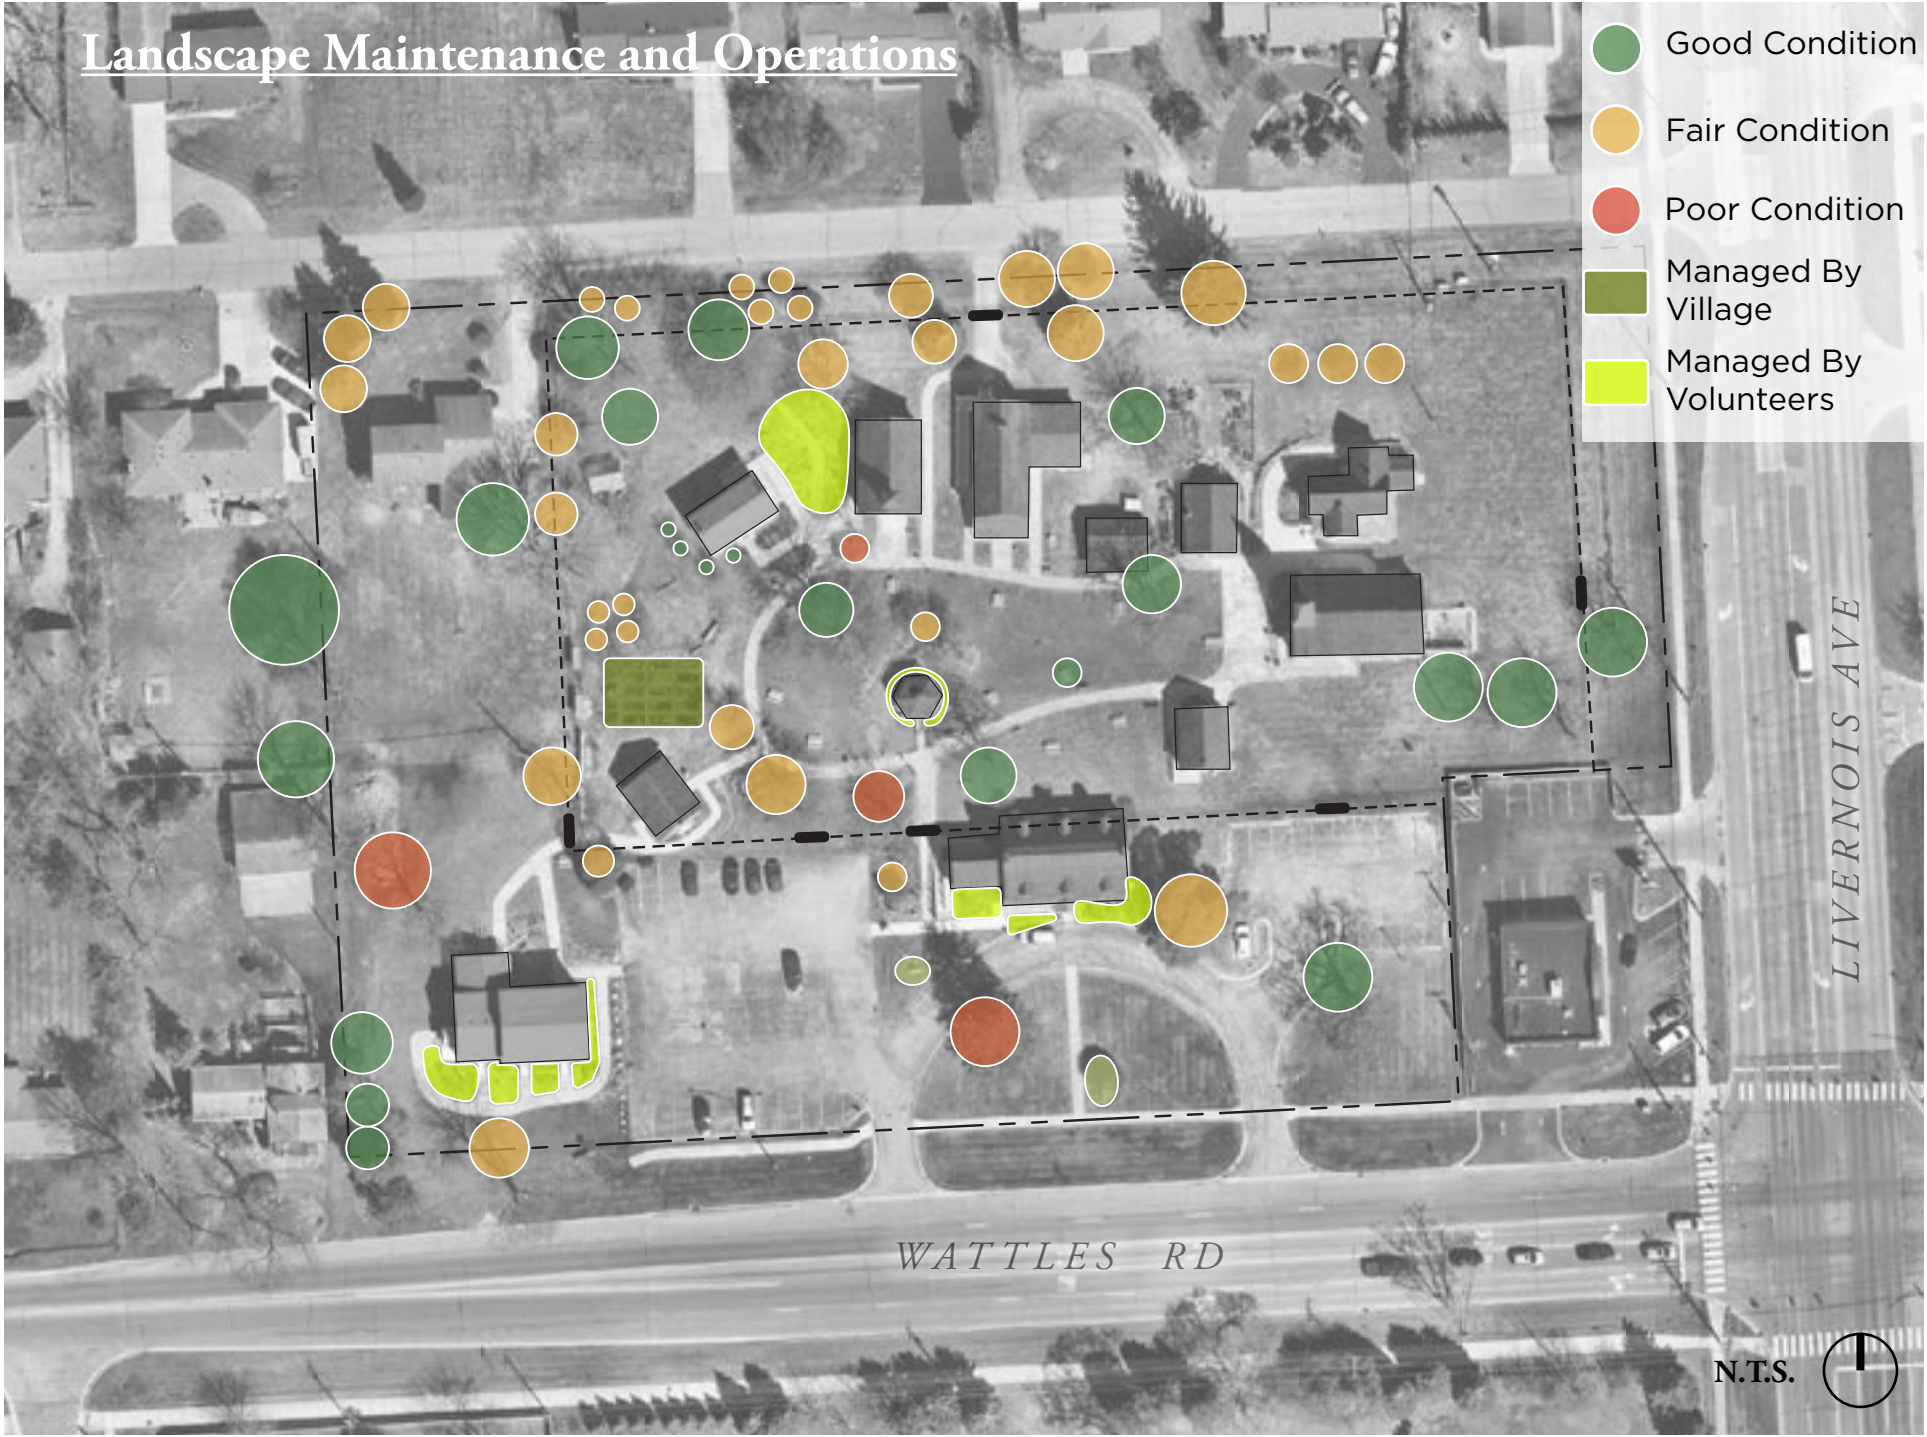 Landscape Maintenance and Operations
Good Condition
Fair Condition
Poor Condition
Managed By
Village
Managed By
Volunteers
LIVERNOIS AVE
WATTLES RD
N.T.S.